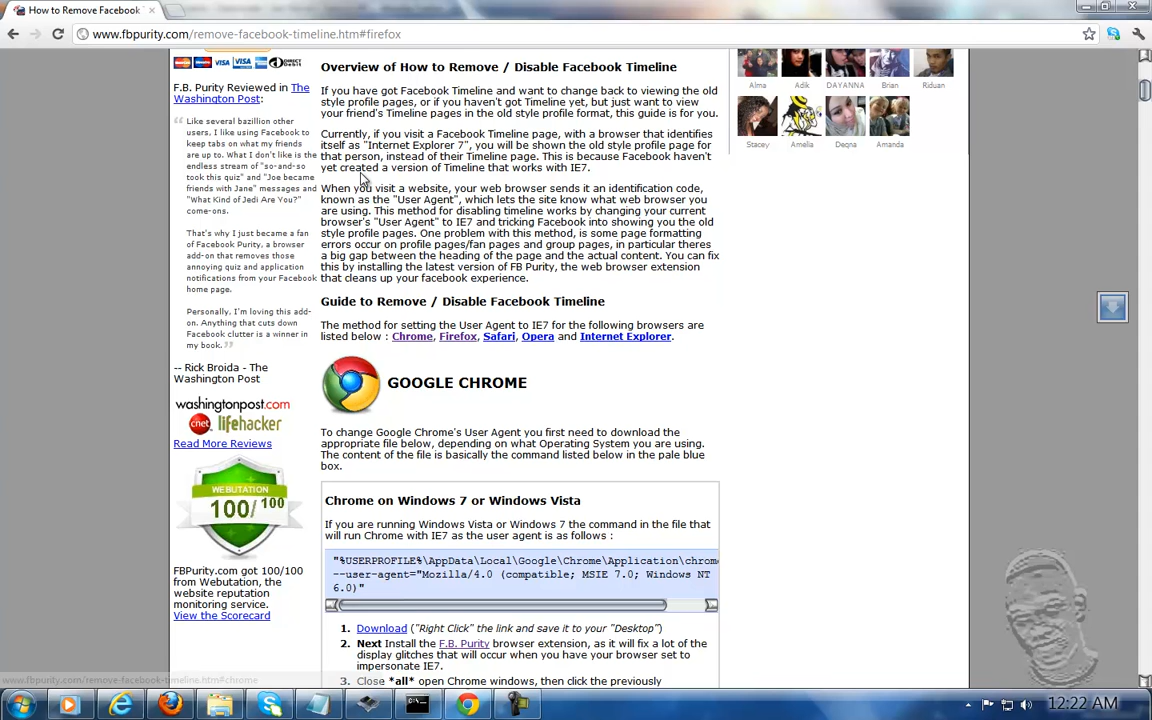 How to Remove Facebook
www.fbpurity.com/remove-facebook-timeline.htm#firefox
VISA
VISA
DIRECT Debit
F.B. Purity Reviewed in The
Washington Post:
Like several bazillion other
users, I like using Facebook to
keep tabs on what my friends
are up to. What I don't like is the
endless stream of "so-and-so
took this quiz" and "Joe became
friends with Jane" messages and
"What Kind of Jedi Are You?"
come-ons.
That's why I just became a fan
of Facebook Purity, a browser
add-on that removes those
annoying quiz and application
notifications from your Facebook
home page.
Personally, I'm loving this add-
on. Anything that cuts down
Facebook clutter is a winner in
my book.
-- Rick Broida - The
Washington Post
washingtonpost.com
cnet lifehacker
Read More Reviews
WEBUTATION
100/100
FBPurity.com got 100/100
from Webutation, the
website reputation
monitoring service.
View the Scorecard
Overview of How to Remove / Disable Facebook Timeline
If you have got Facebook Timeline and want to change back to viewing the old
style profile pages, or if you haven't got Timeline yet, but just want to view
your friend's Timeline pages in the old style profile format, this guide is for you.
Currently, if you visit a Facebook Timeline page, with a browser that identifies
itself as "Internet Explorer 7", you will be shown the old style profile page for
that person, instead of their Timeline page. This is because Facebook haven't
yet created a version of Timeline that works with IE7.
When you visit a website, your web browser sends it an identification code,
known as the "User Agent", which lets the site know what web browser you
are using. This method for disabling timeline works by changing your current
browser's "User Agent" to IE7 and tricking Facebook into showing you the old
style profile pages. One problem with this method, is some page formatting
errors occur on profile pages/fan pages and group pages, in particular theres
a big gap between the heading of the page and the actual content. You can fix
this by installing the latest version of FB Purity, the web browser extension
that cleans up your facebook experience.
Guide to Remove / Disable Facebook Timeline
The method for setting the User Agent to IE7 for the following browsers are
listed below : Chrome, Firefox, Safari, Opera and Internet Explorer.
GOOGLE CHROME
To change Google Chrome's User Agent you first need to download the
appropriate file below, depending on what Operating System you are using.
The content of the file is basically the command listed below in the pale blue
box.
Chrome on Windows 7 or Windows Vista
If you are running Windows Vista or Windows 7 the command in the file that
will run Chrome with IE7 as the user agent is as follows :
"%USERPROFILE%\AppData\Local\Google\Chrome\Application\chrome
--user-agent="Mozilla/4.0 (compatible; MSIE 7.0; Windows NT
6.0)"
1. Download ("Right Click" the link and save it to your "Desktop")
2. Next Install the F.B. Purity browser extension, as it will fix a lot of the
display glitches that will occur when you have your browser set to
impersonate IE7.
3. Close *all* open Chrome windows, then click the previously
Alma Adik DAYANNA Brian Riduan
Stacey Amelia Deqna Amanda
www.fbpurity.com/remove-facebook-timeline.htm#chrome
12:22 AM